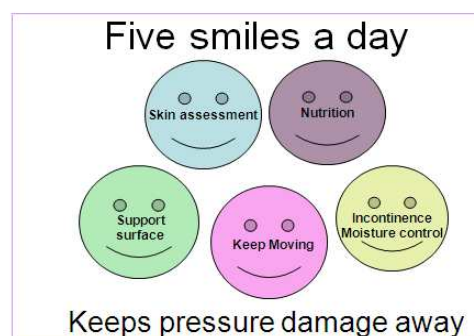 Five smiles a day
Skin assessment
Nutrition
Support
surface
Keep Moving
Incontinence
Moisture control
Keeps pressure damage away